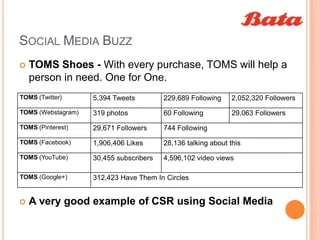 Bata
SOCIAL MEDIA BUZZ
TOMS Shoes - With every purchase, TOMS will help a
person in need. One for One.
TOMS (Twitter) 5,394 Tweets 229,689 Following 2,052,320 Followers
TOMS (Webstagram) 319 photos 60 Following 29,063 Followers
TOMS (Pinterest) 29,671 Followers 744 Following
TOMS (Facebook) 1,906,406 Likes 28,136 talking about this
TOMS (YouTube) 30,455 subscribers 4,596,102 video views
TOMS (Google+) 312,423 Have Them In Circles
A very good example of CSR using Social Media